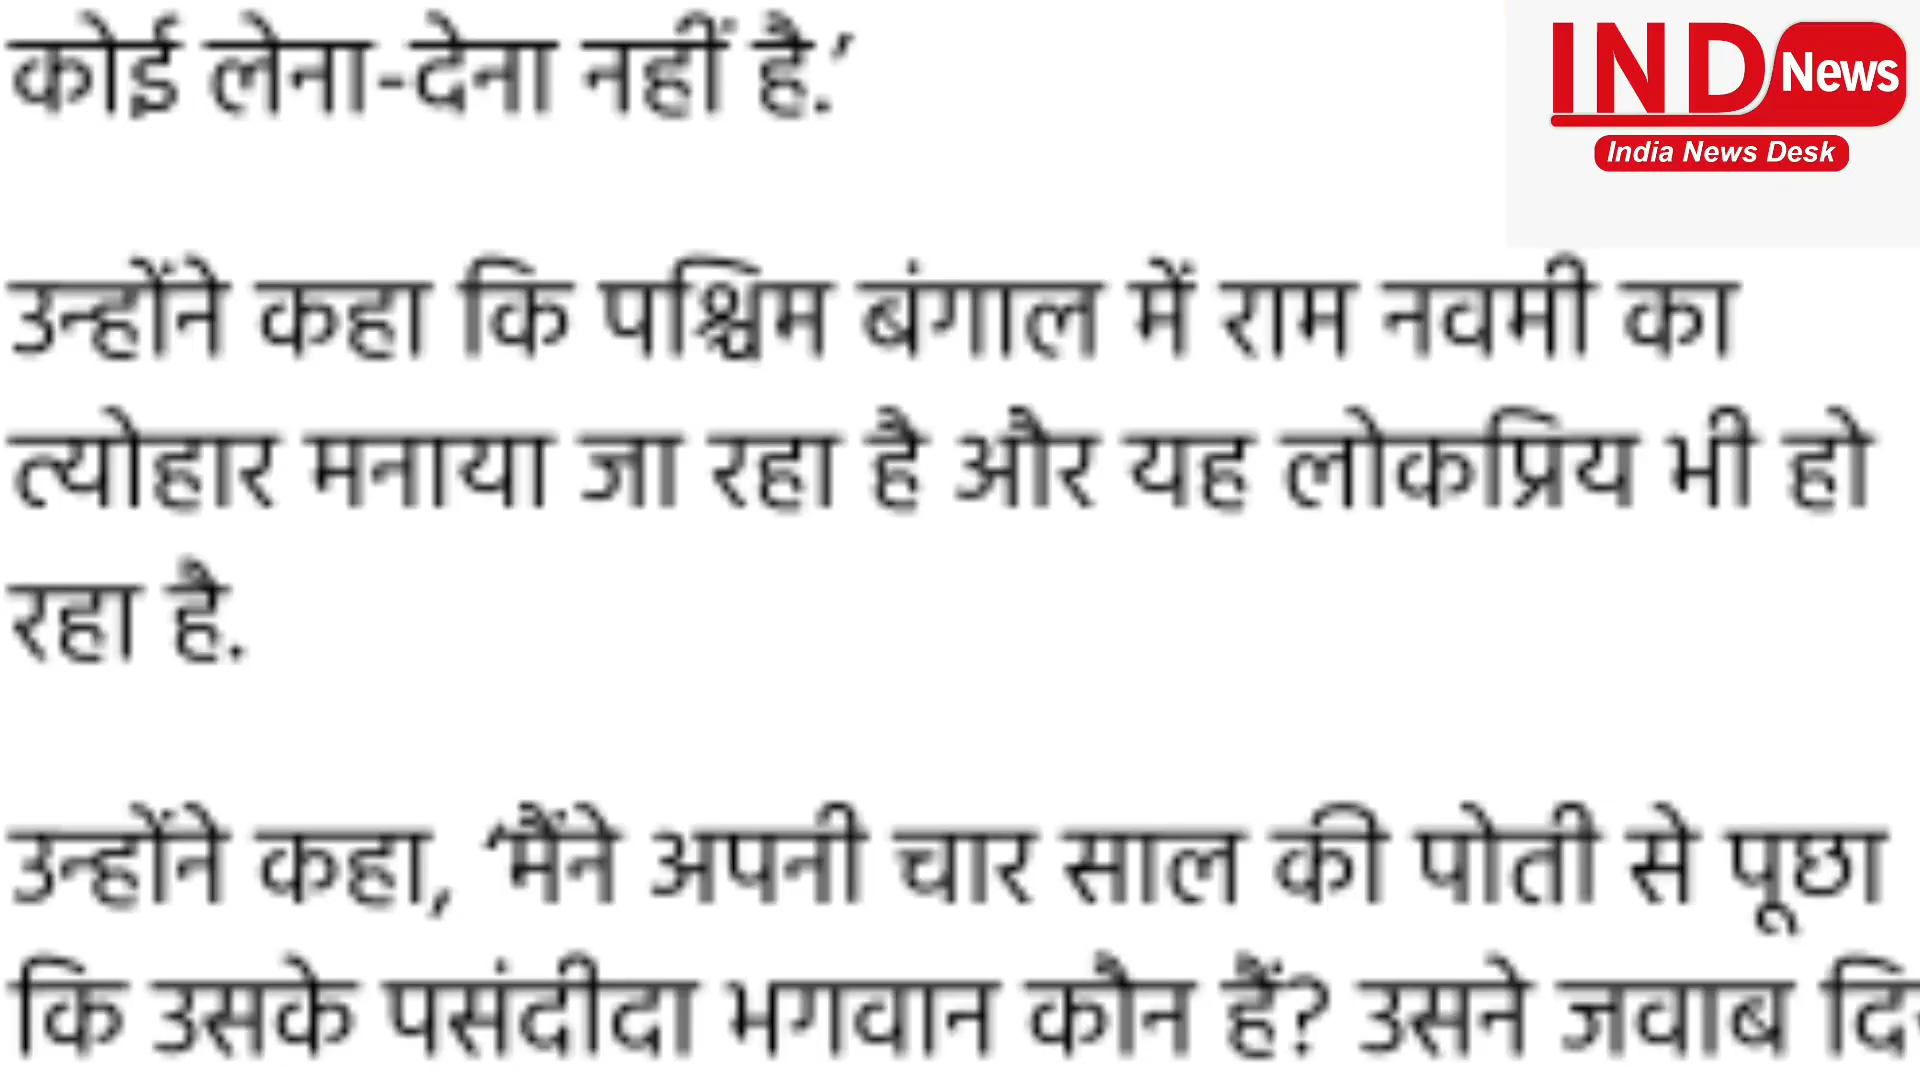 कोई लेना-देना नहीं है.’
IND News
India News Desk
उन्होंने कहा कि पश्चिम बंगाल में राम नवमी का
त्योहार मनाया जा रहा है और यह लोकप्रिय भी हो
रहा है.
उन्होंने कहा, ‘मैंने अपनी चार साल की पोती से पूछा
कि उसके पसंदीदा भगवान कौन हैं? उसने जवाब